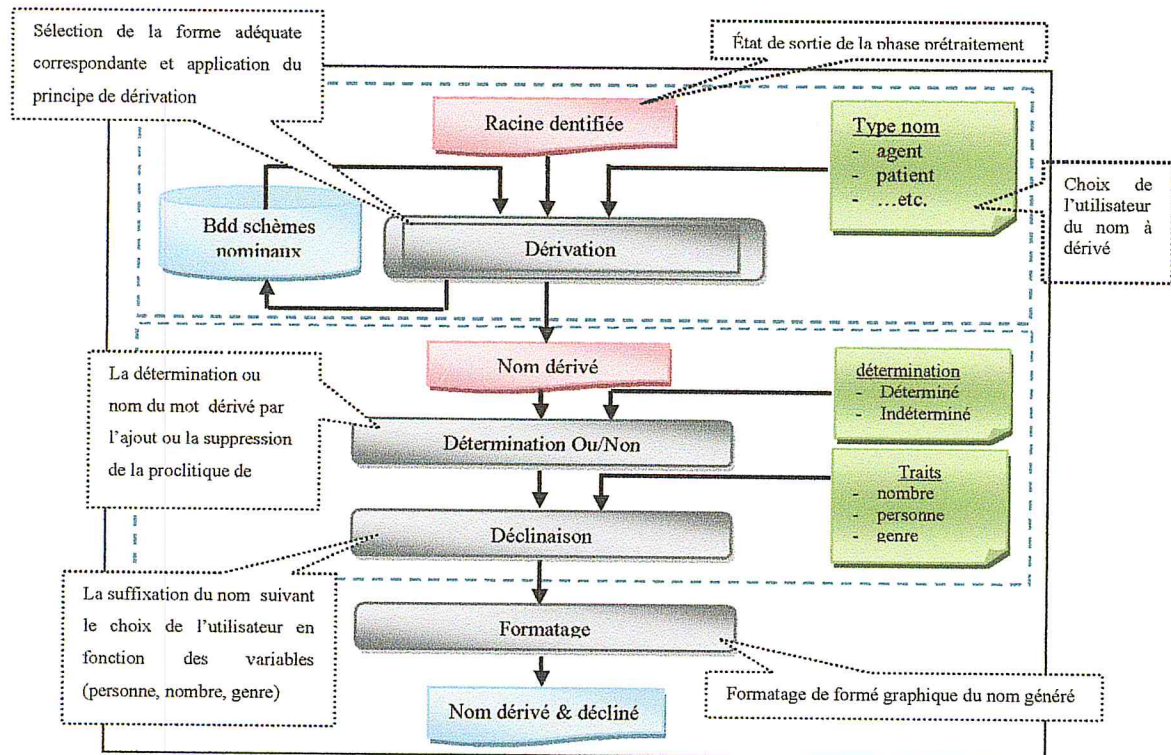 Sélection de la forme adéquate
correspondante et application du
principe de dérivation
État de sortie de la phase prétraitement
Racine dentifiée
Type nom
- agent
- patient
- …etc.
Choix de
l’utilisateur
du nom à
dérivé
Bdd schèmes
nominaux
Dérivation
Nom dérivé
La détermination ou
nom du mot dérivé par
l’ajout ou la suppression
de la proclitique de
détermination
- Déterminé
- Indéterminé
Détermination Ou/Non
Traits
- nombre
- personne
- genre
Déclinaison
La suffixation du nom suivant
le choix de l’utilisateur en
fonction des variables
(personne, nombre, genre)
Formatage
Formatage de formé graphique du nom généré
Nom dérivé & décliné